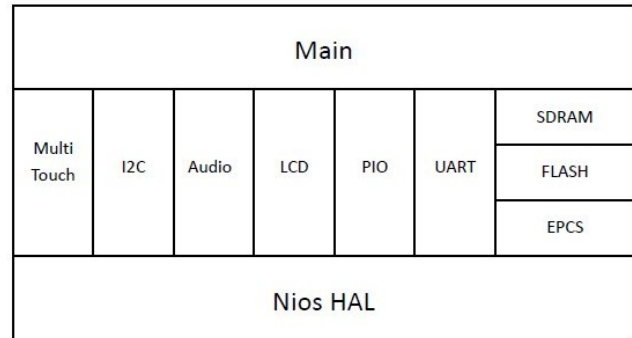 Main
Multi
Touch
I2C
Audio
LCD
PIO
UART
SDRAM
FLASH
EPCS
Nios HAL